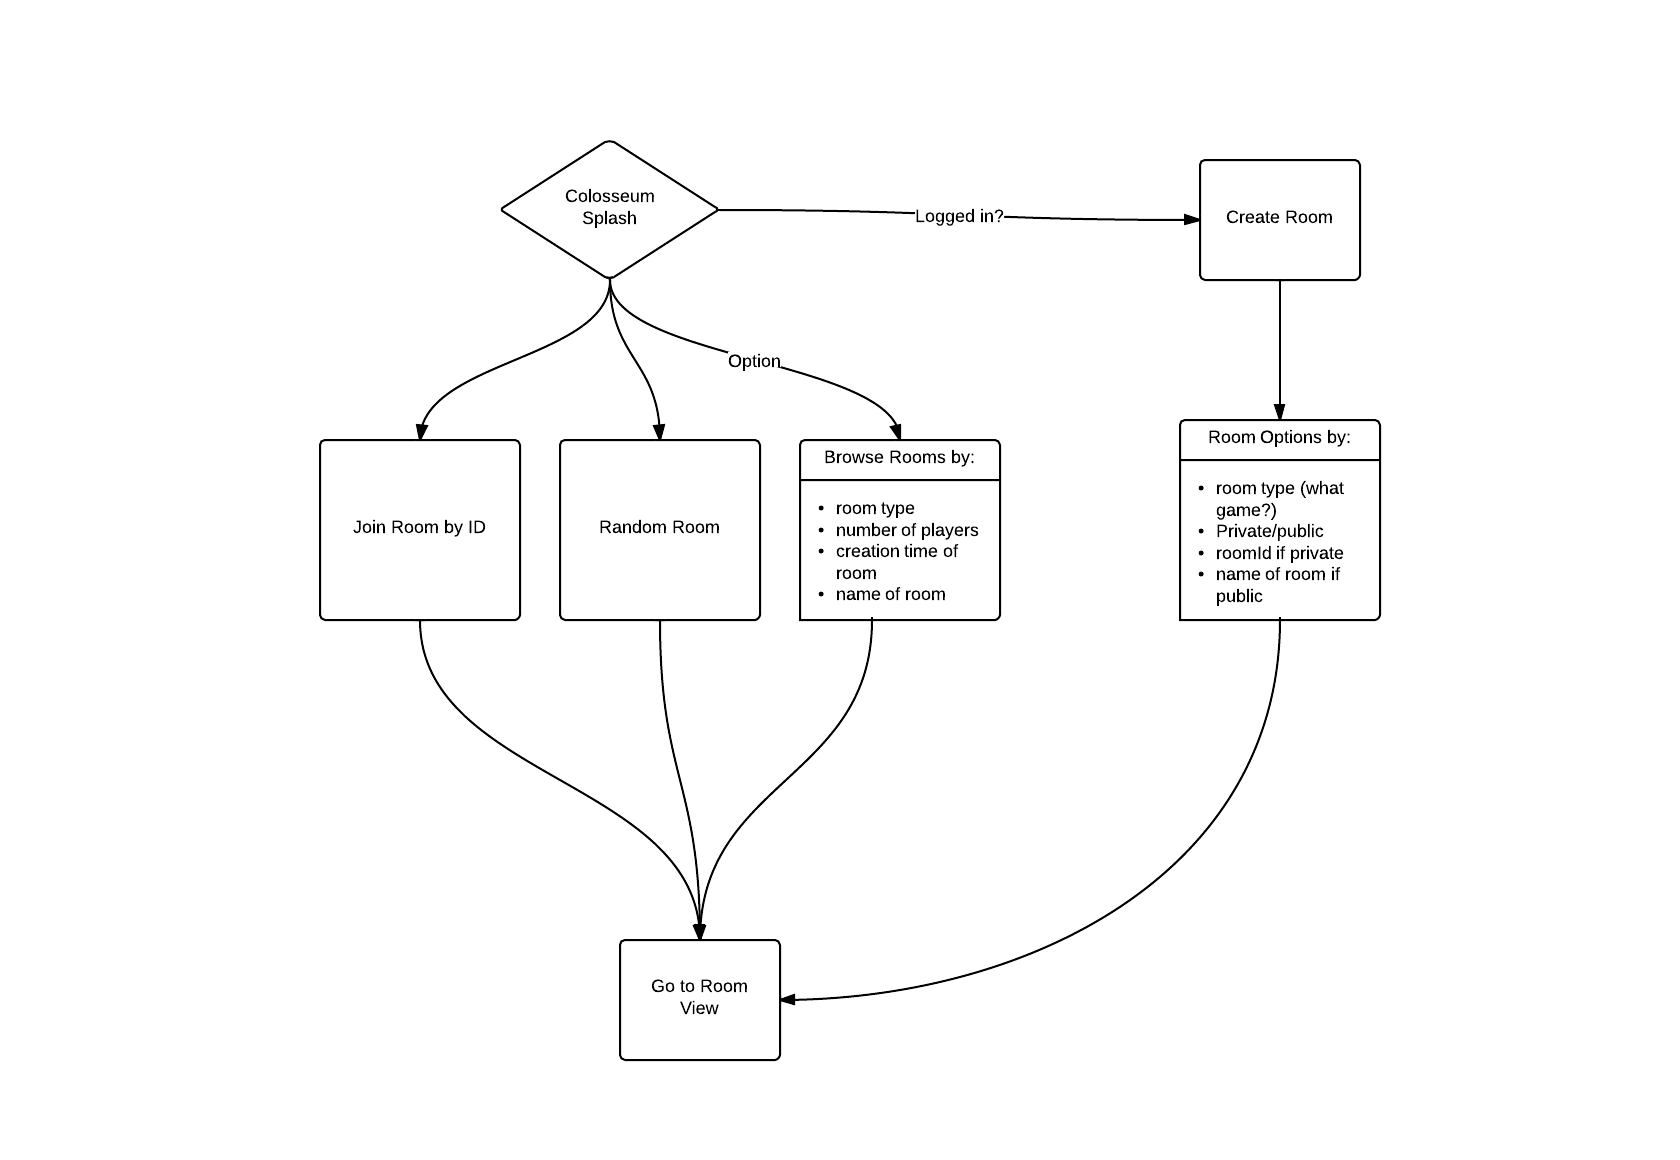 Colosseum
Splash
Logged in?
Create Room
Option
Join Room by ID
Random Room
Browse Rooms by:
• room type
• number of players
• creation time of
room
• name of room
Room Options by:
• room type (what
game?)
• Private/public
• roomId if private
• name of room if
public
Go to Room
View